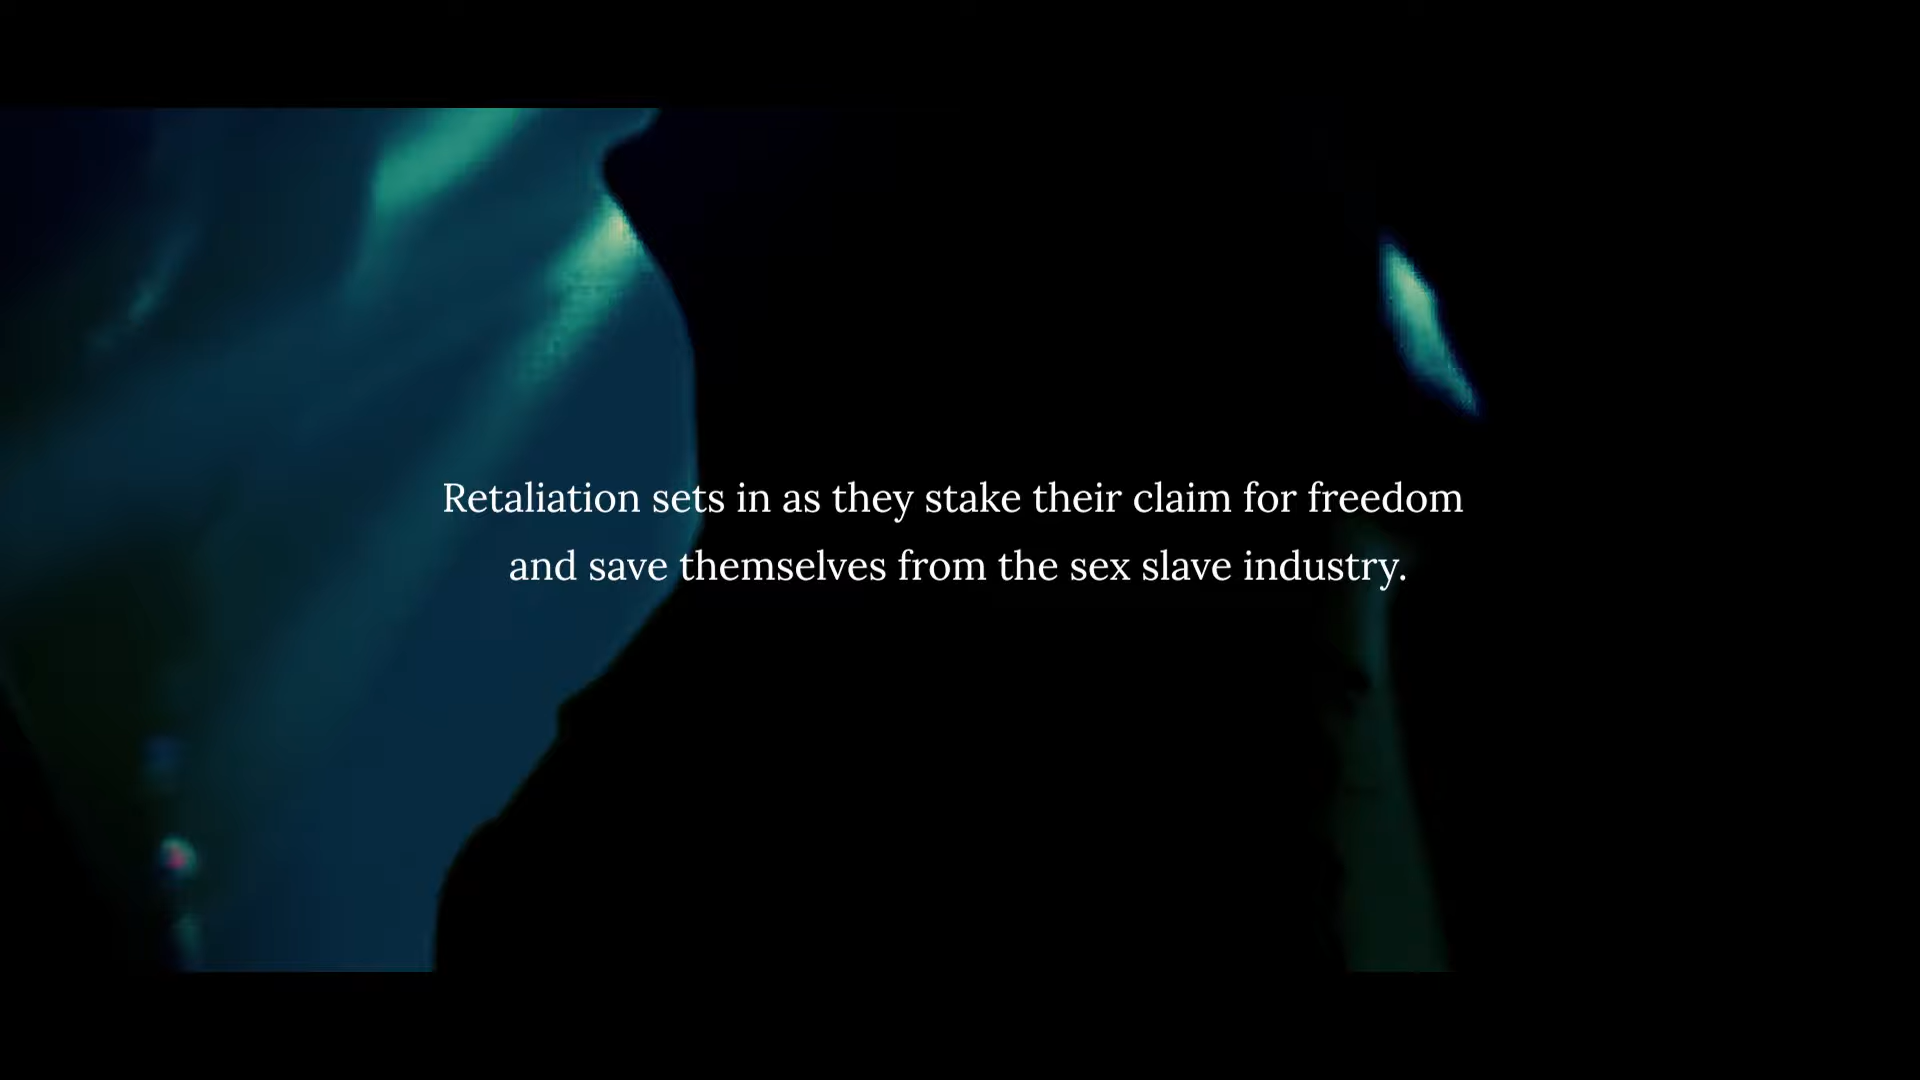 Retaliation sets in as they stake their claim for freedom
and save themselves from the sex slave industry.